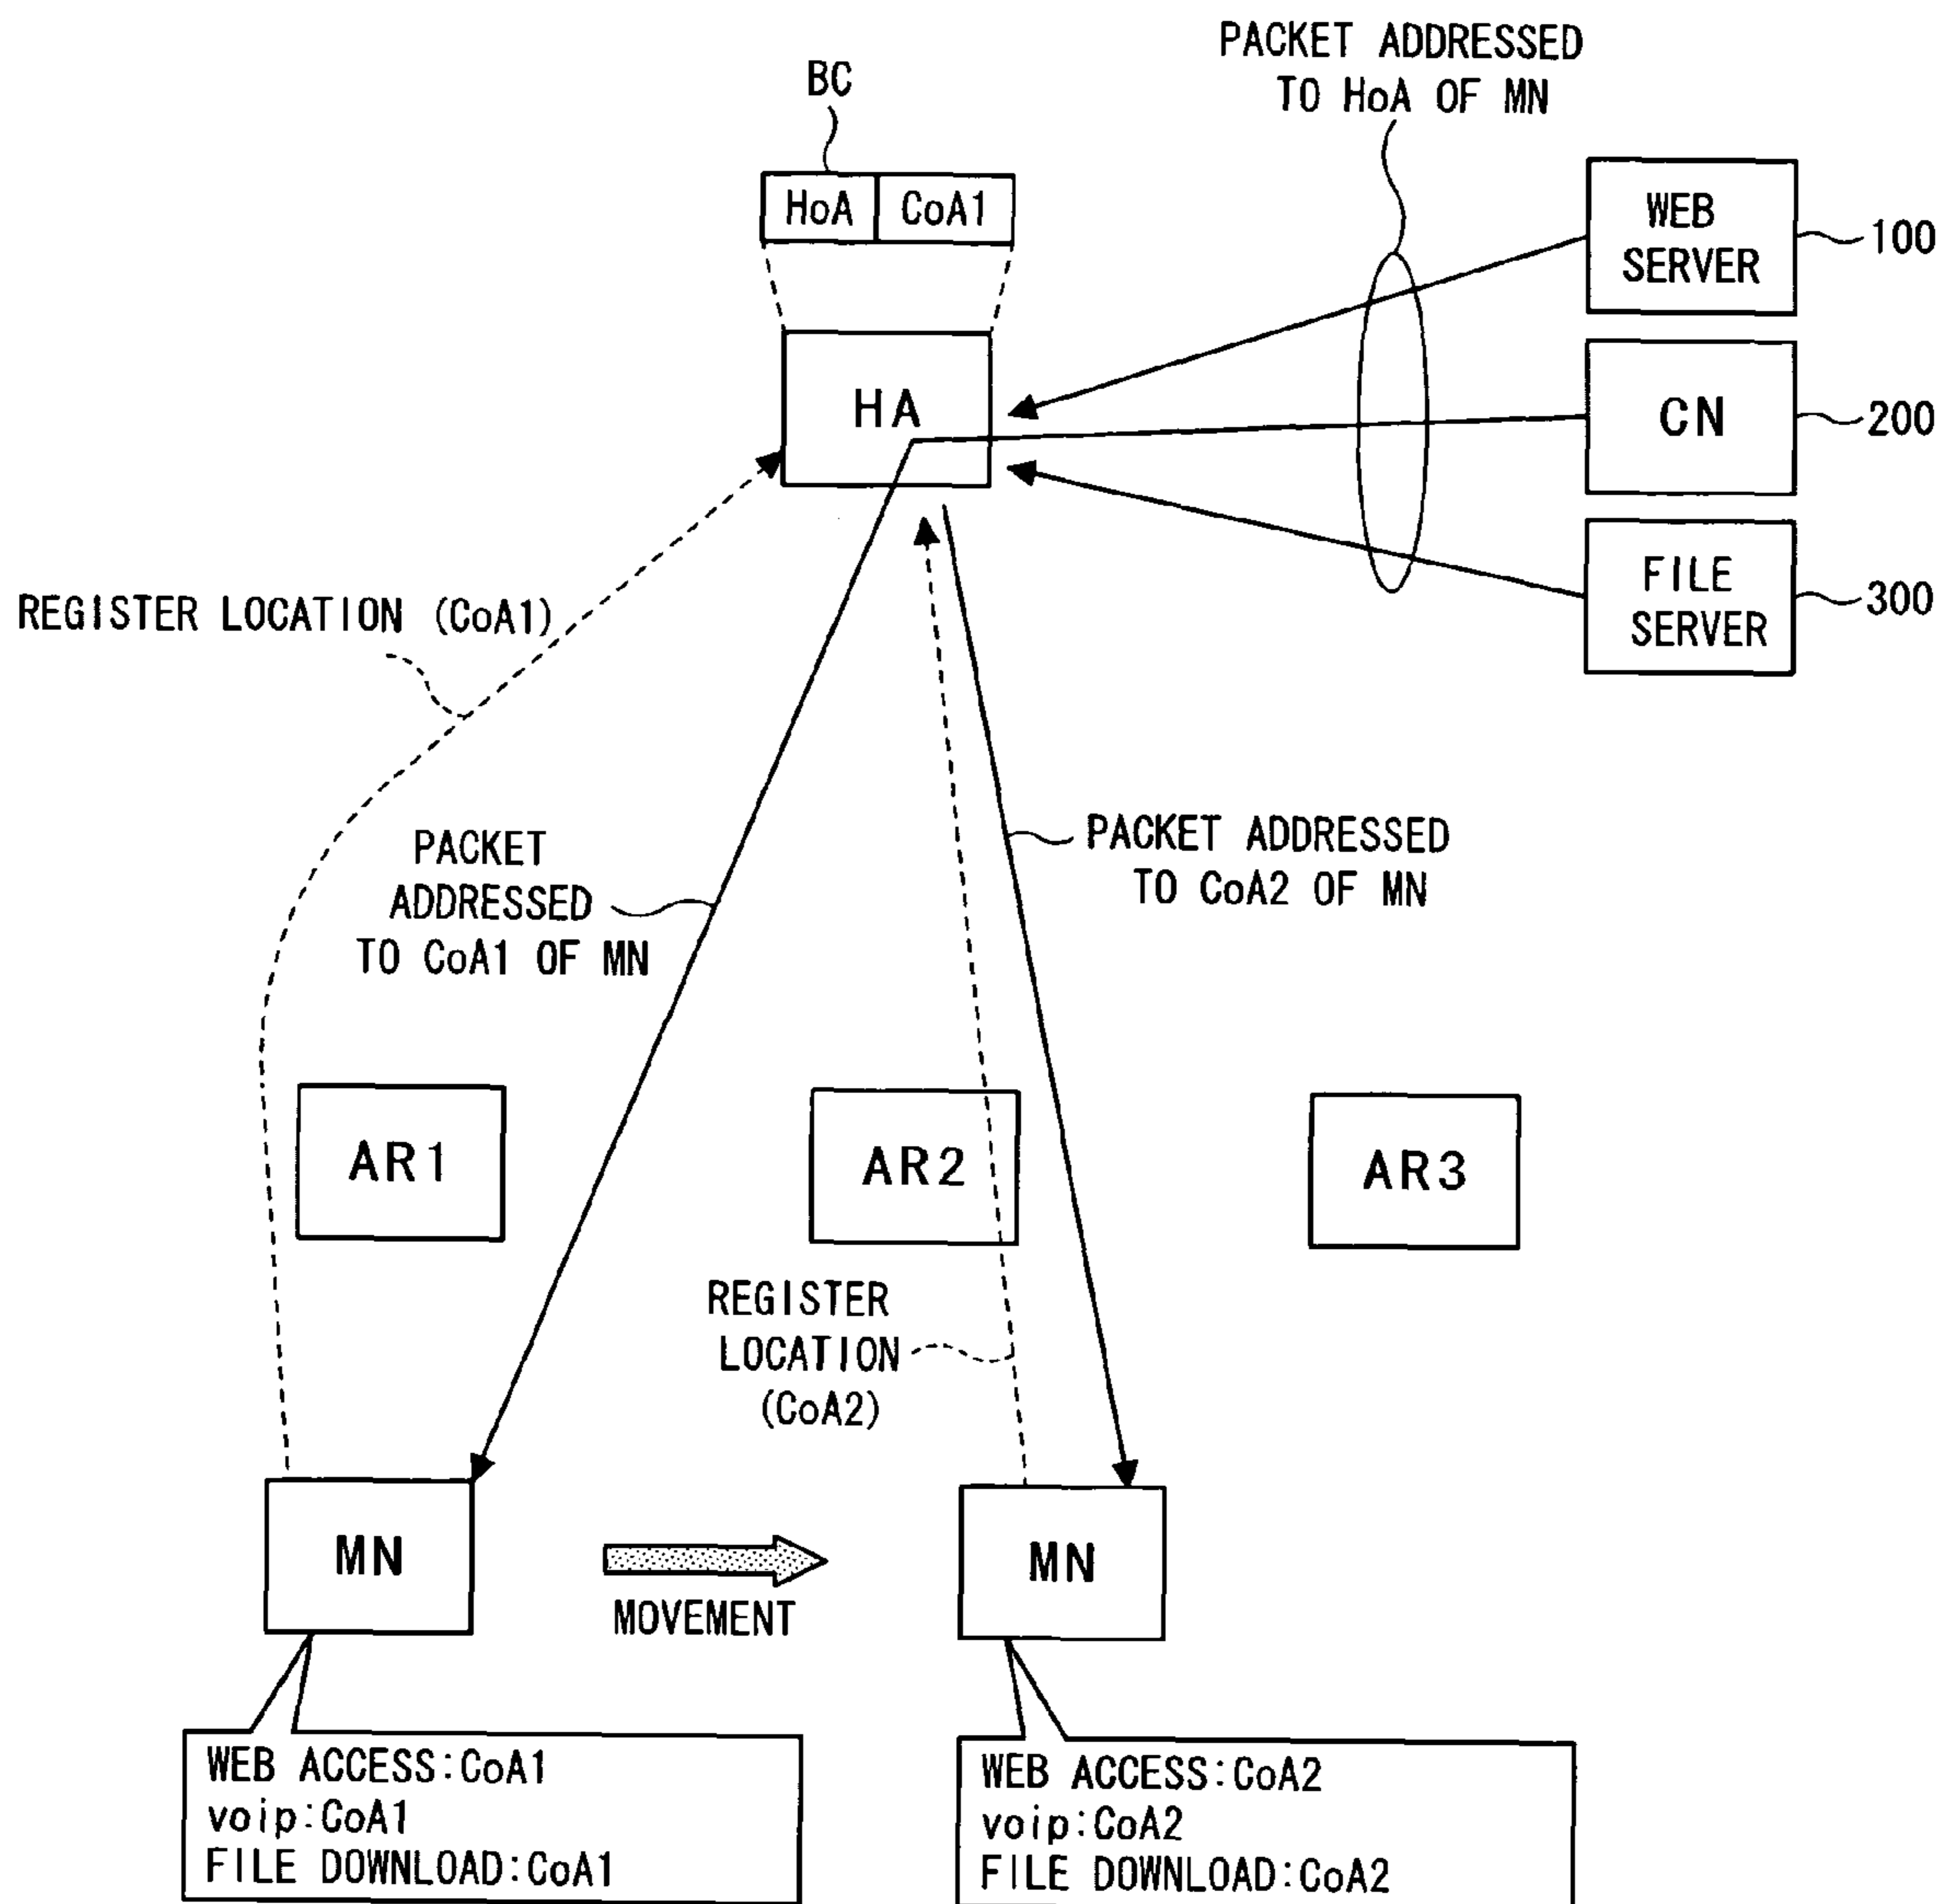 PACKET ADDRESSED
TO HoA OF MN
BC
HoA
CoA1
WEB
SERVER
100
HA
CN
200
FILE
SERVER
300
REGISTER LOCATION (CoA1)
PACKET
ADDRESSED
TO CoA1 OF MN
PACKET ADDRESSED
TO CoA2 OF MN
AR1
AR2
AR3
REGISTER
LOCATION
(CoA2)
MN
MOVEMENT
MN
WEB ACCESS:CoA1
voip:CoA1
FILE DOWNLOAD:CoA1
WEB ACCESS:CoA2
voip:CoA2
FILE DOWNLOAD:CoA2